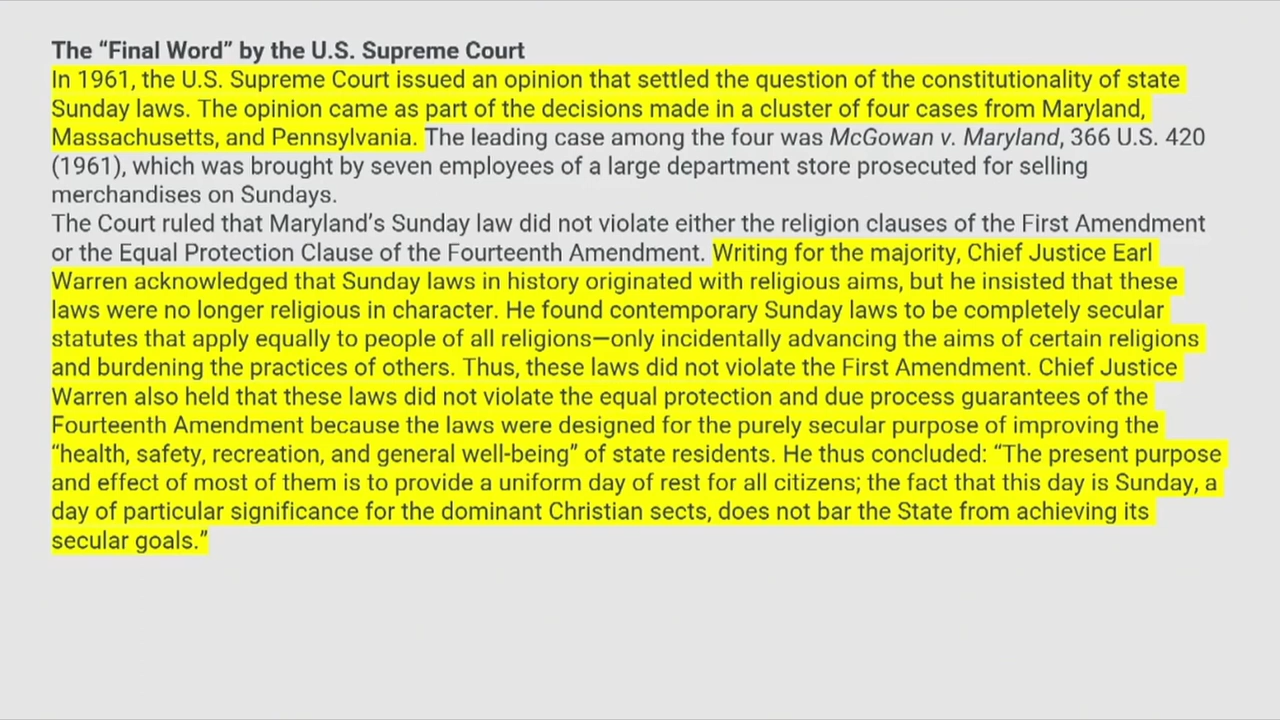 The “Final Word” by the U.S. Supreme Court
In 1961, the U.S. Supreme Court issued an opinion that settled the question of the constitutionality of state
Sunday laws. The opinion came as part of the decisions made in a cluster of four cases from Maryland,
Massachusetts, and Pennsylvania. The leading case among the four was McGowan v. Maryland, 366 U.S. 420
(1961), which was brought by seven employees of a large department store prosecuted for selling
merchandises on Sundays.
The Court ruled that Maryland’s Sunday law did not violate either the religion clauses of the First Amendment
or the Equal Protection Clause of the Fourteenth Amendment. Writing for the majority, Chief Justice Earl
Warren acknowledged that Sunday laws in history originated with religious aims, but he insisted that these
laws were no longer religious in character. He found contemporary Sunday laws to be completely secular
statutes that apply equally to people of all religions—only incidentally advancing the aims of certain religions
and burdening the practices of others. Thus, these laws did not violate the First Amendment. Chief Justice
Warren also held that these laws did not violate the equal protection and due process guarantees of the
Fourteenth Amendment because the laws were designed for the purely secular purpose of improving the
“health, safety, recreation, and general well-being” of state residents. He thus concluded: “The present purpose
and effect of most of them is to provide a uniform day of rest for all citizens; the fact that this day is Sunday, a
day of particular significance for the dominant Christian sects, does not bar the State from achieving its
secular goals.”